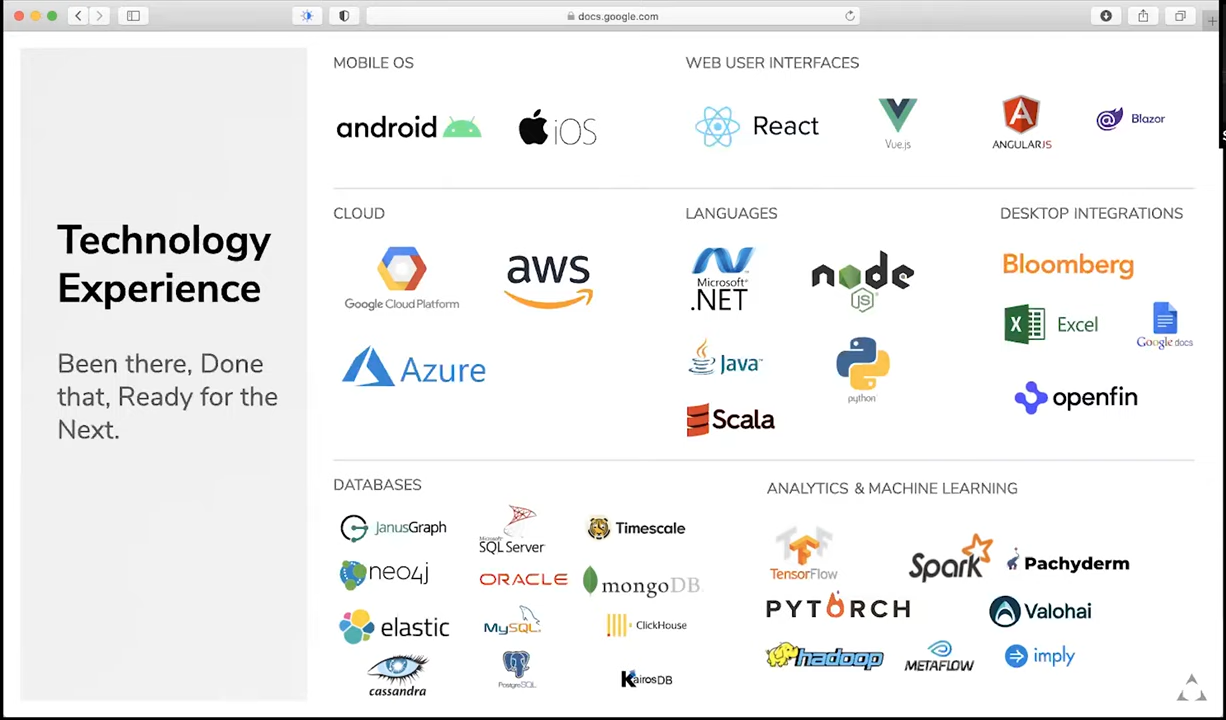 docs.google.com
Technology
Experience
Been there, Done
that, Ready for the
Next.
MOBILE OS
android
iOS
WEB USER INTERFACES
React
Vue.js
ANGULARJS
Blazor
CLOUD
Google Cloud Platform
aws
Azure
LANGUAGES
Microsoft®
.NET
node
JS
Java™
python
Scala
DESKTOP INTEGRATIONS
Bloomberg
Excel
Google docs
openfin
DATABASES
JanusGraph
Microsoft
SQL Server
Timescale
neo4j
ORACLE
mongoDB
elastic
MySQL
ClickHouse
cassandra
PostgreSQL
KairosDB
ANALYTICS & MACHINE LEARNING
TensorFlow
Spark
Pachyderm
PYTORCH
Valohai
hadoop
METAFLOW
imply